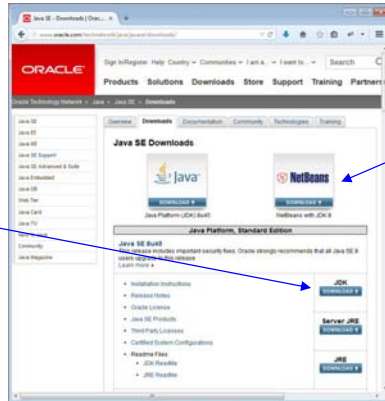 Java SE - Downloads | Orac...
www.oracle.com/technetwork/java/javase/downloads/
Search
ORACLE
Sign In/Register Help Country Communities I am a... I want to... Search
Products Solutions Downloads Store Support Training Partners
Oracle Technology Network > Java > Java SE > Downloads
Java SE
Java EE
Java ME
Java SE Support
Java SE Advanced & Suite
Java Embedded
Java DB
Web Tier
Java Card
Java TV
New to Java
Community
Java Magazine
Overview Downloads Documentation Community Technologies Training
Java SE Downloads
Java
NetBeans
DOWNLOAD
DOWNLOAD
Java Platform (JDK) 8u45
NetBeans with JDK 8
Java Platform, Standard Edition
Java SE 8u45
This release includes important security fixes. Oracle strongly recommends that all Java SE 8 users upgrade to this release.
Learn more
Installation Instructions
Release Notes
Oracle License
Java SE Products
Third Party Licenses
Certified System Configurations
Readme Files
JDK ReadMe
JRE ReadMe
JDK
DOWNLOAD
Server JRE
DOWNLOAD
JRE
DOWNLOAD